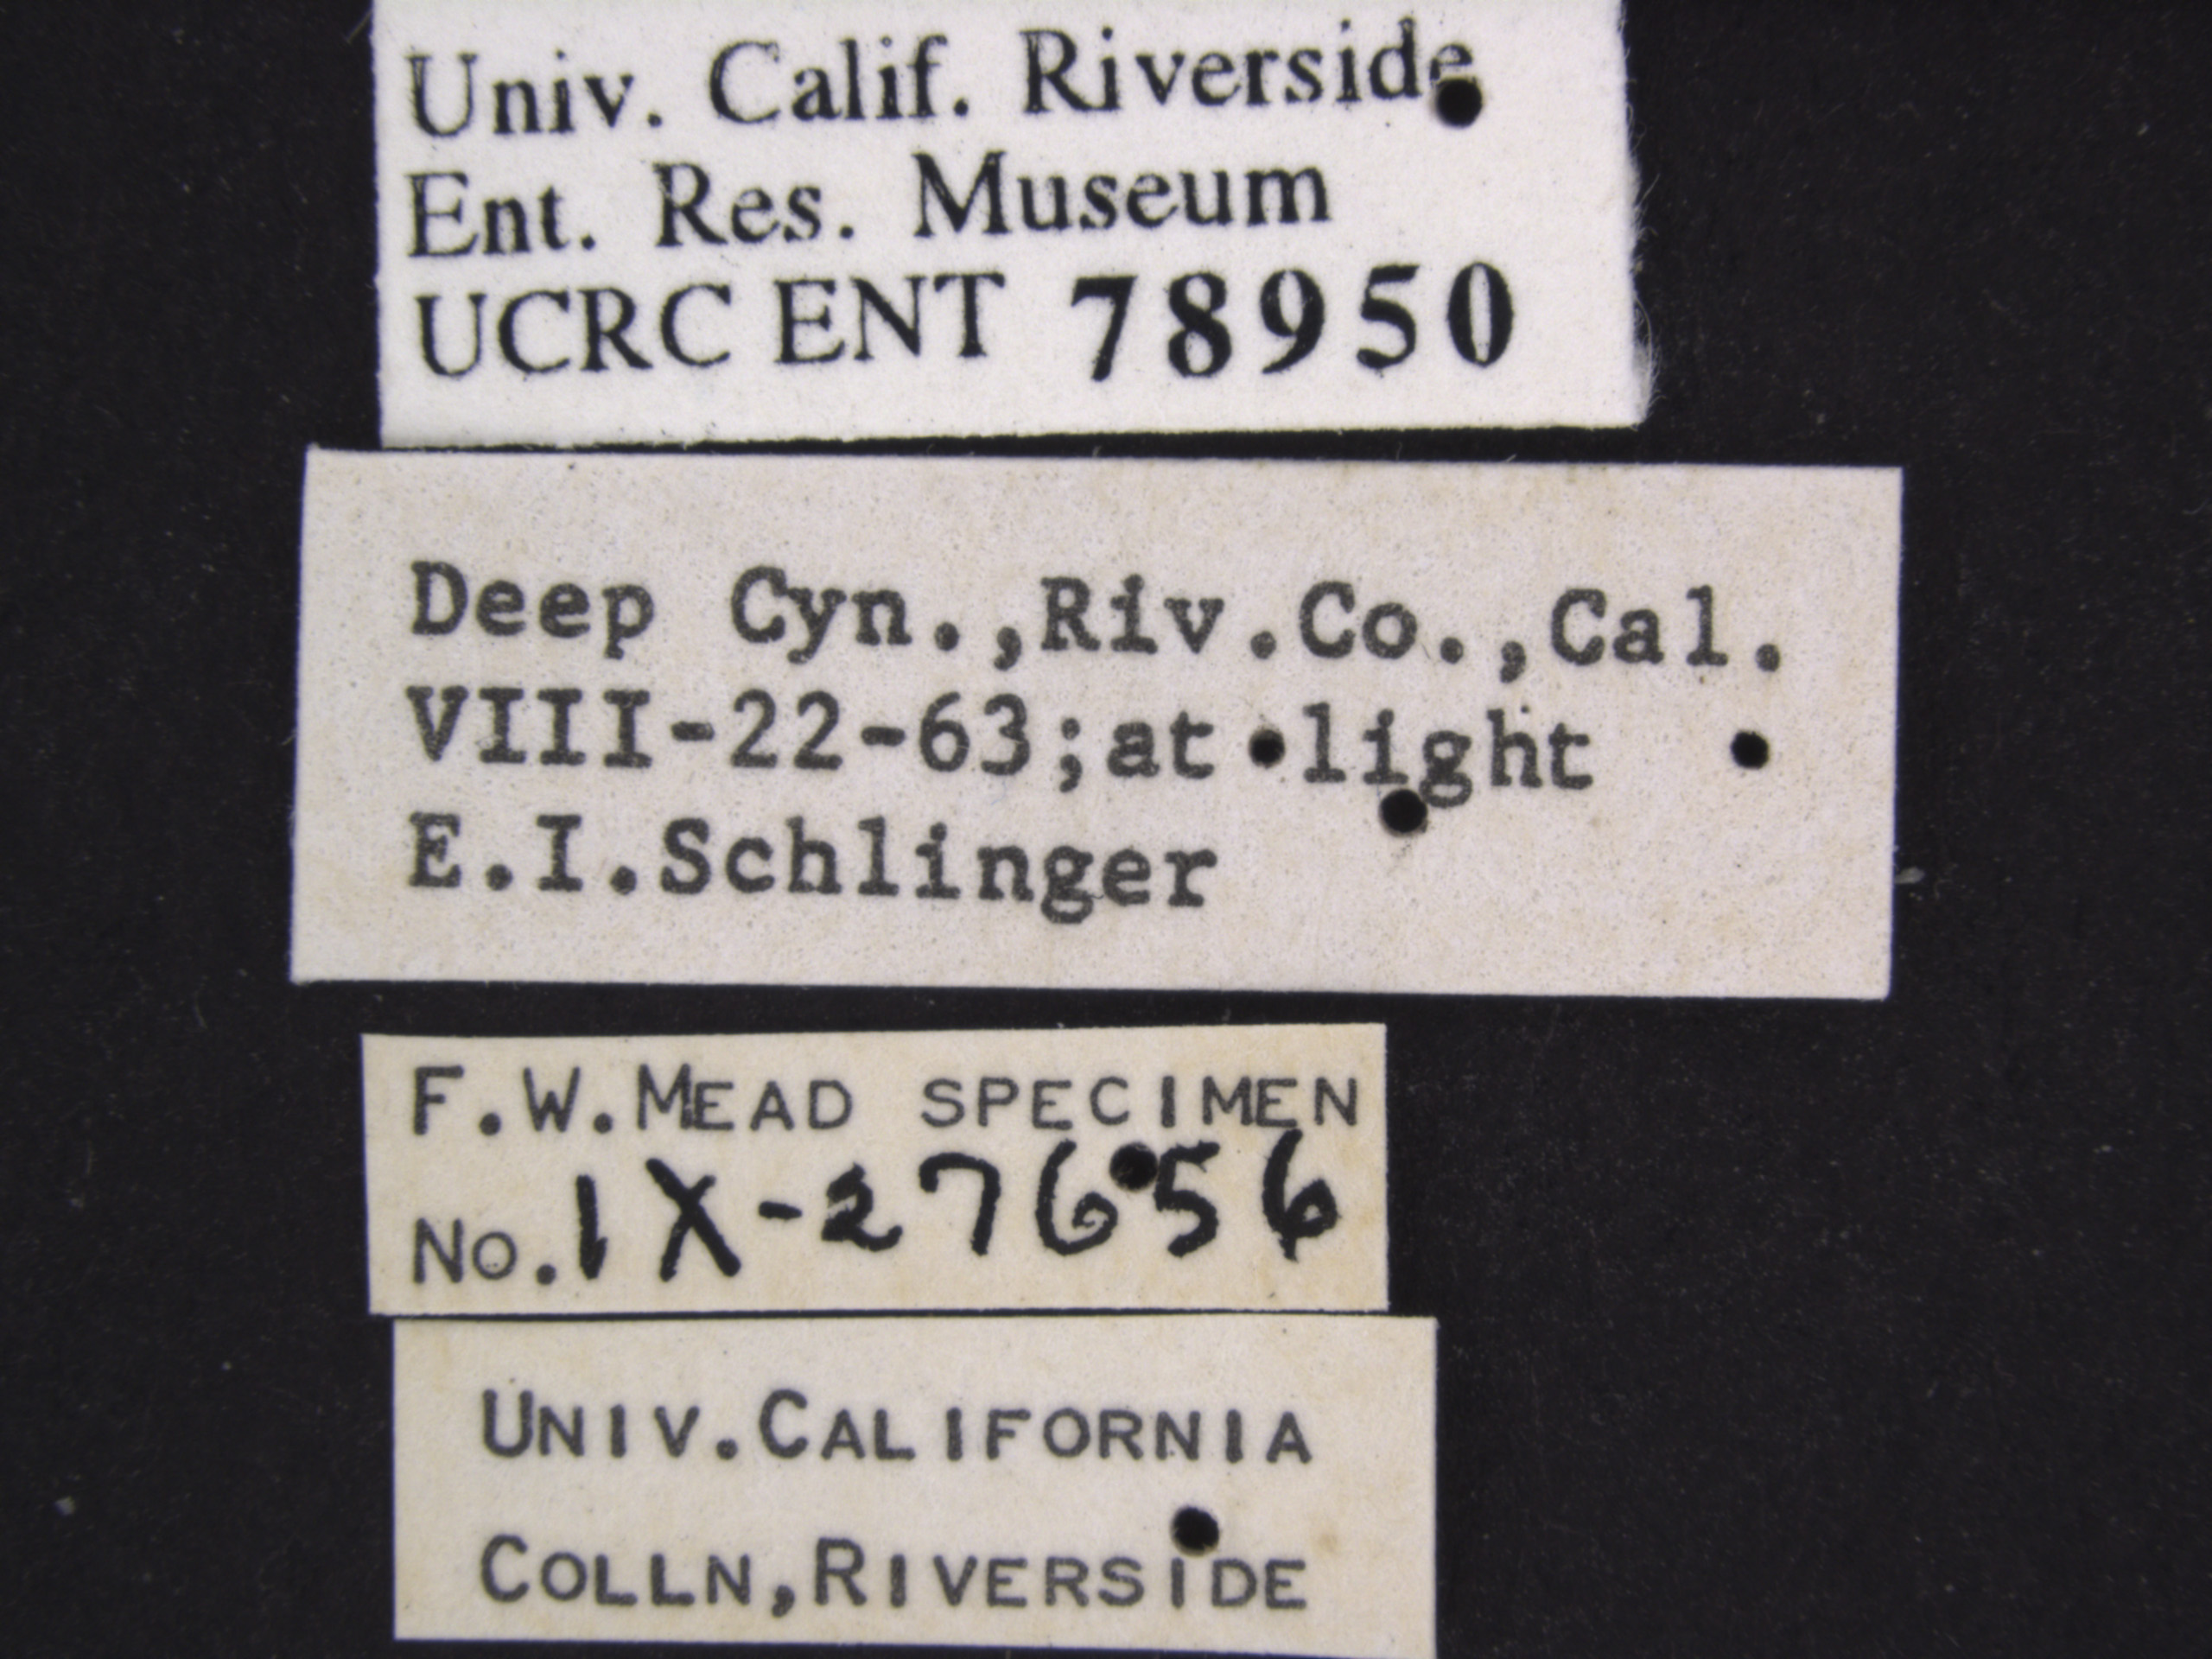 Univ. Calif. Riverside
Ent. Res. Museum
UCRC ENT 78950
Deep Cyn.,Riv.Co.,Cal.
VIII-22-63;at light
E.I.Schlinger
F.W.MEAD SPECIMEN
No.IX-27656
UNIV.CALIFORNIA
COLLN,RIVERSIDE